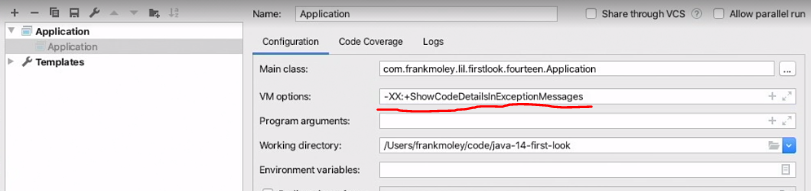 Name: Application
Share through VCS ?
Allow parallel run
Application
Application
Templates
Configuration Code Coverage Logs
Main class: com.frankmoley.lil.firstlook.fourteen.Application ...
VM options: -XX:+ShowCodeDetailsInExceptionMessages
Program arguments:
Working directory: /Users/frankmoley/code/java-14-first-look
Environment variables: